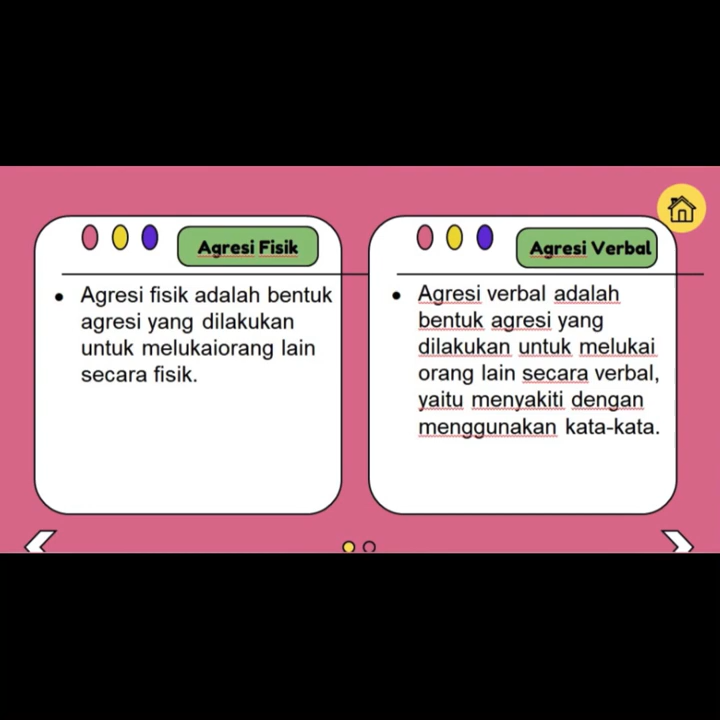 Agresi Fisik
• Agresi fisik adalah bentuk
agresi yang dilakukan
untuk melukaiorang lain
secara fisik.
Agresi Verbal
• Agresi verbal adalah
bentuk agresi yang
dilakukan untuk melukai
orang lain secara verbal,
yaitu menyakiti dengan
menggunakan kata-kata.